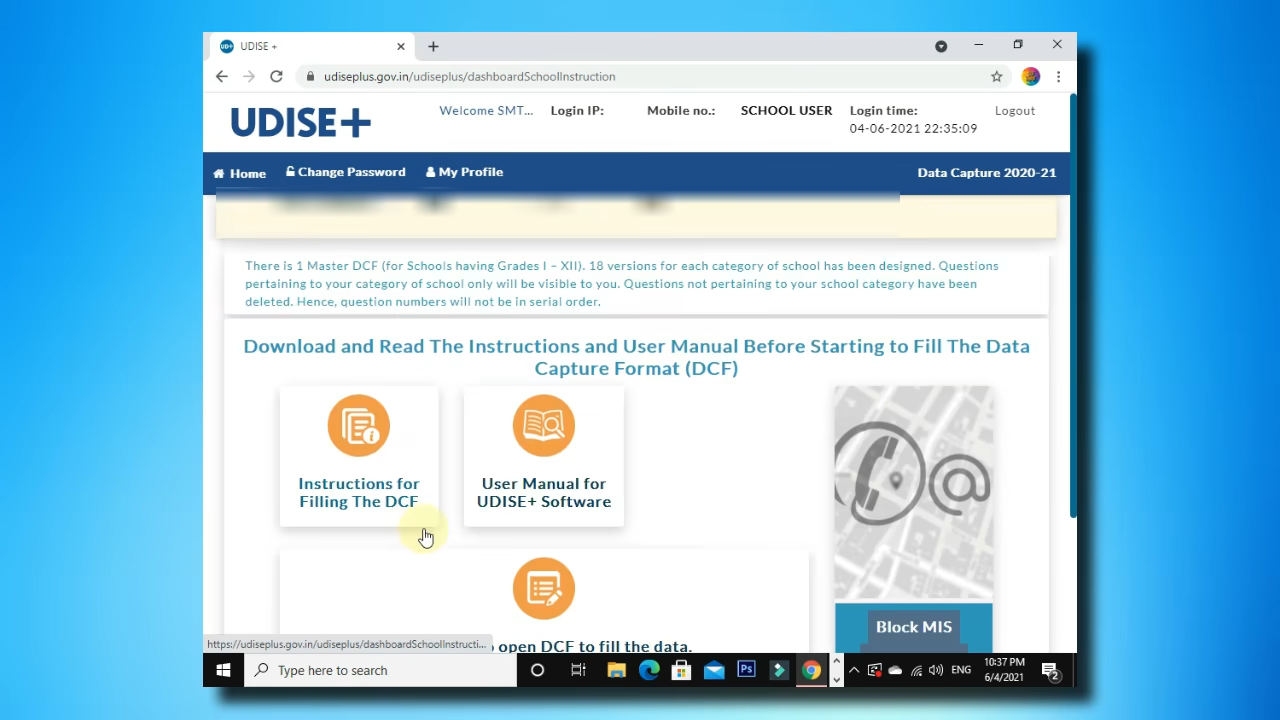 UD+ UDISE +
udiseplus.gov.in/udiseplus/dashboardSchoolInstruction
UDISE+
Welcome SMT... Login IP: Mobile no.: SCHOOL USER Login time: Logout
04-06-2021 22:35:09
Home Change Password My Profile Data Capture 2020-21
There is 1 Master DCF (for Schools having Grades I – XII). 18 versions for each category of school has been designed. Questions
pertaining to your category of school only will be visible to you. Questions not pertaining to your school category have been
deleted. Hence, question numbers will not be in serial order.
Download and Read The Instructions and User Manual Before Starting to Fill The Data
Capture Format (DCF)
Instructions for
Filling The DCF
User Manual for
UDISE+ Software
@
Block MIS
https://udiseplus.gov.in/udiseplus/dashboardSchoolInstructi...
open DCF to fill the data.
Type here to search
Ps
ENG
10:37 PM
6/4/2021
2